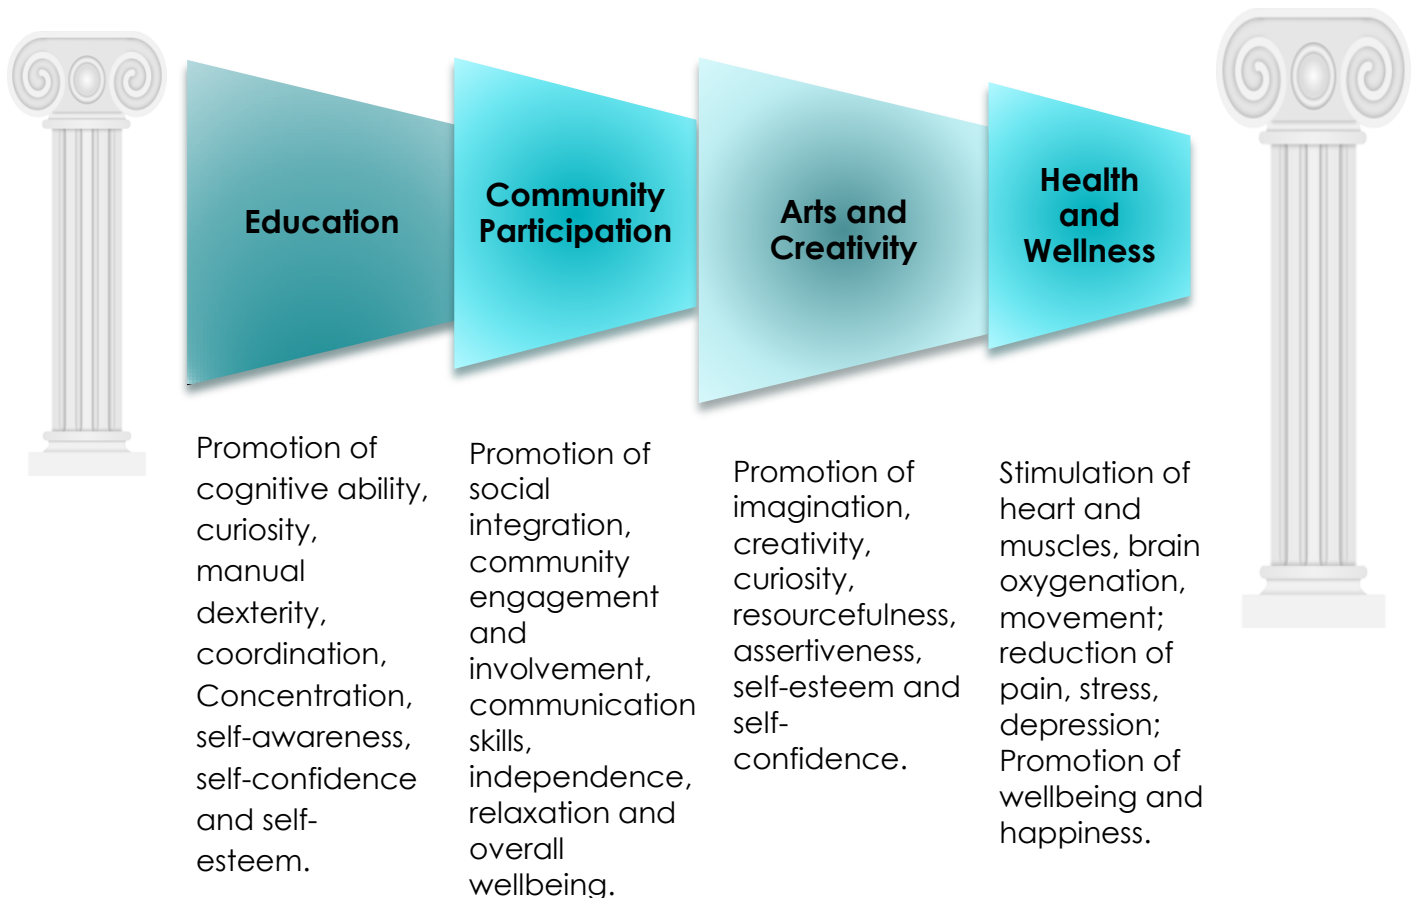 Education
Community
Participation
Arts and
Creativity
Health
and
Wellness
Promotion of
cognitive ability,
curiosity,
manual
dexterity,
coordination,
Concentration,
self-awareness,
self-confidence
and self-
esteem.
Promotion of
social
integration,
community
engagement
and
involvement,
communication
skills,
independence,
relaxation and
overall
wellbeing.
Promotion of
imagination,
creativity,
curiosity,
resourcefulness,
assertiveness,
self-esteem and
self-
confidence.
Stimulation of
heart and
muscles, brain
oxygenation,
movement;
reduction of
pain, stress,
depression;
Promotion of
wellbeing and
happiness.